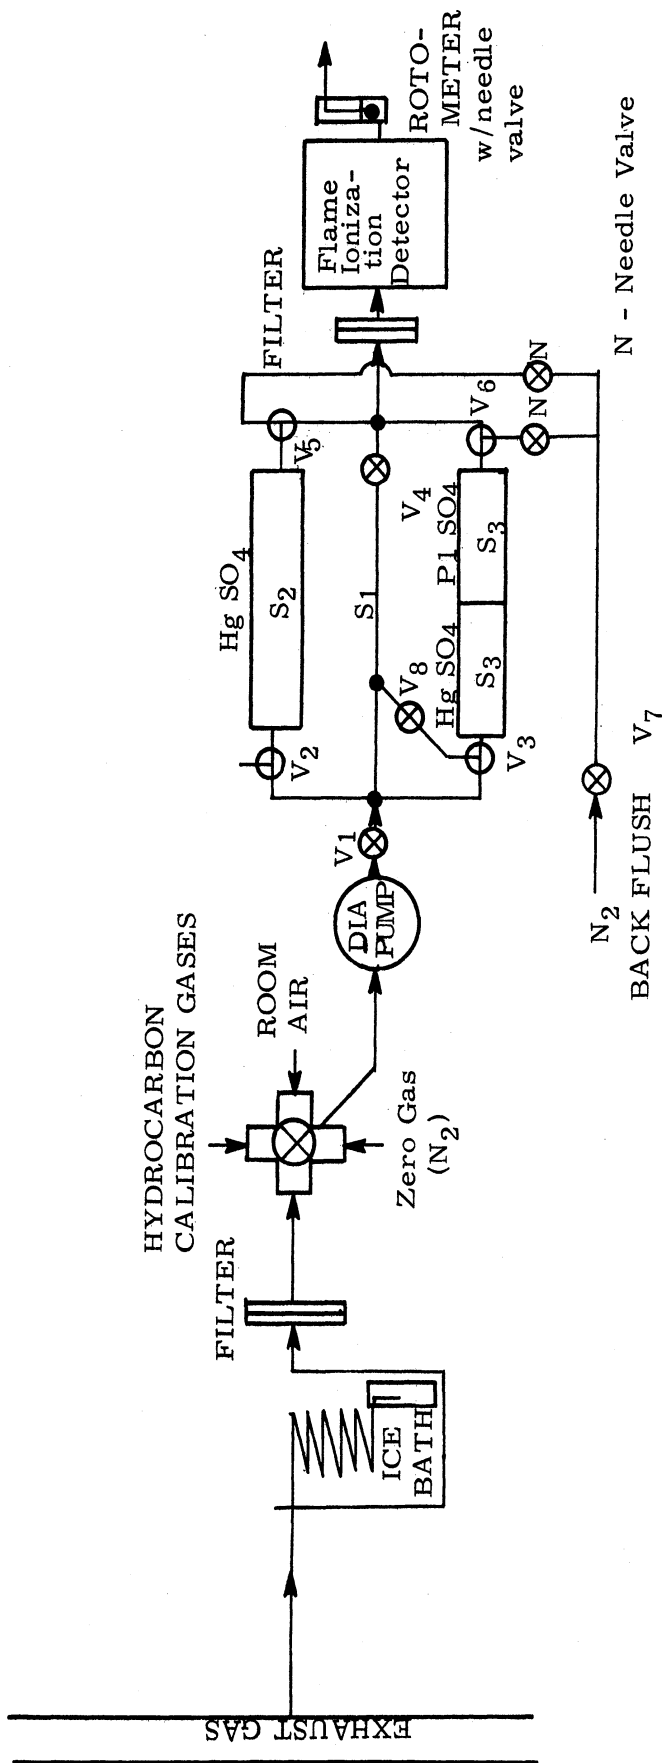 EXHAUST GAS
ICE
BATH
FILTER
HYDROCARBON
CALIBRATION GASES
ROOM
AIR
Zero Gas
(N2)
DIA
PUMP
V1
V2
Hg SO4
S2
V5
S1
V8
V3
Hg SO4
S3
Pl SO4
S3
V4
V6
N
N
FILTER
Flame
Ioniza-
tion
Detector
ROTO-
METER
w/needle
valve
N2
BACK FLUSH V7
N - Needle Valve